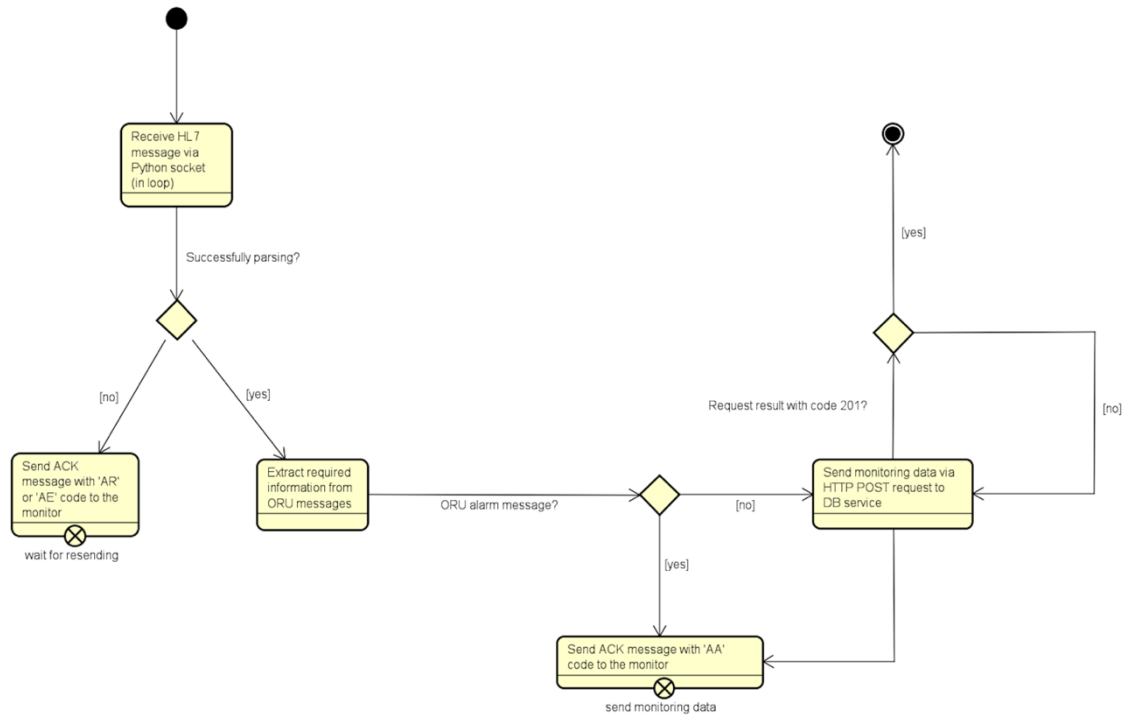 Receive HL7
message via
Python socket
(in loop)
Successfully parsing?
[no]
[yes]
Send ACK
message with 'AR'
or 'AE' code to the
monitor
wait for resending
Extract required
information from
ORU messages
ORU alarm message?
[no]
[yes]
Send monitoring data via
HTTP POST request to
DB service
Request result with code 201?
[yes]
[no]
Send ACK message with 'AA'
code to the monitor
send monitoring data